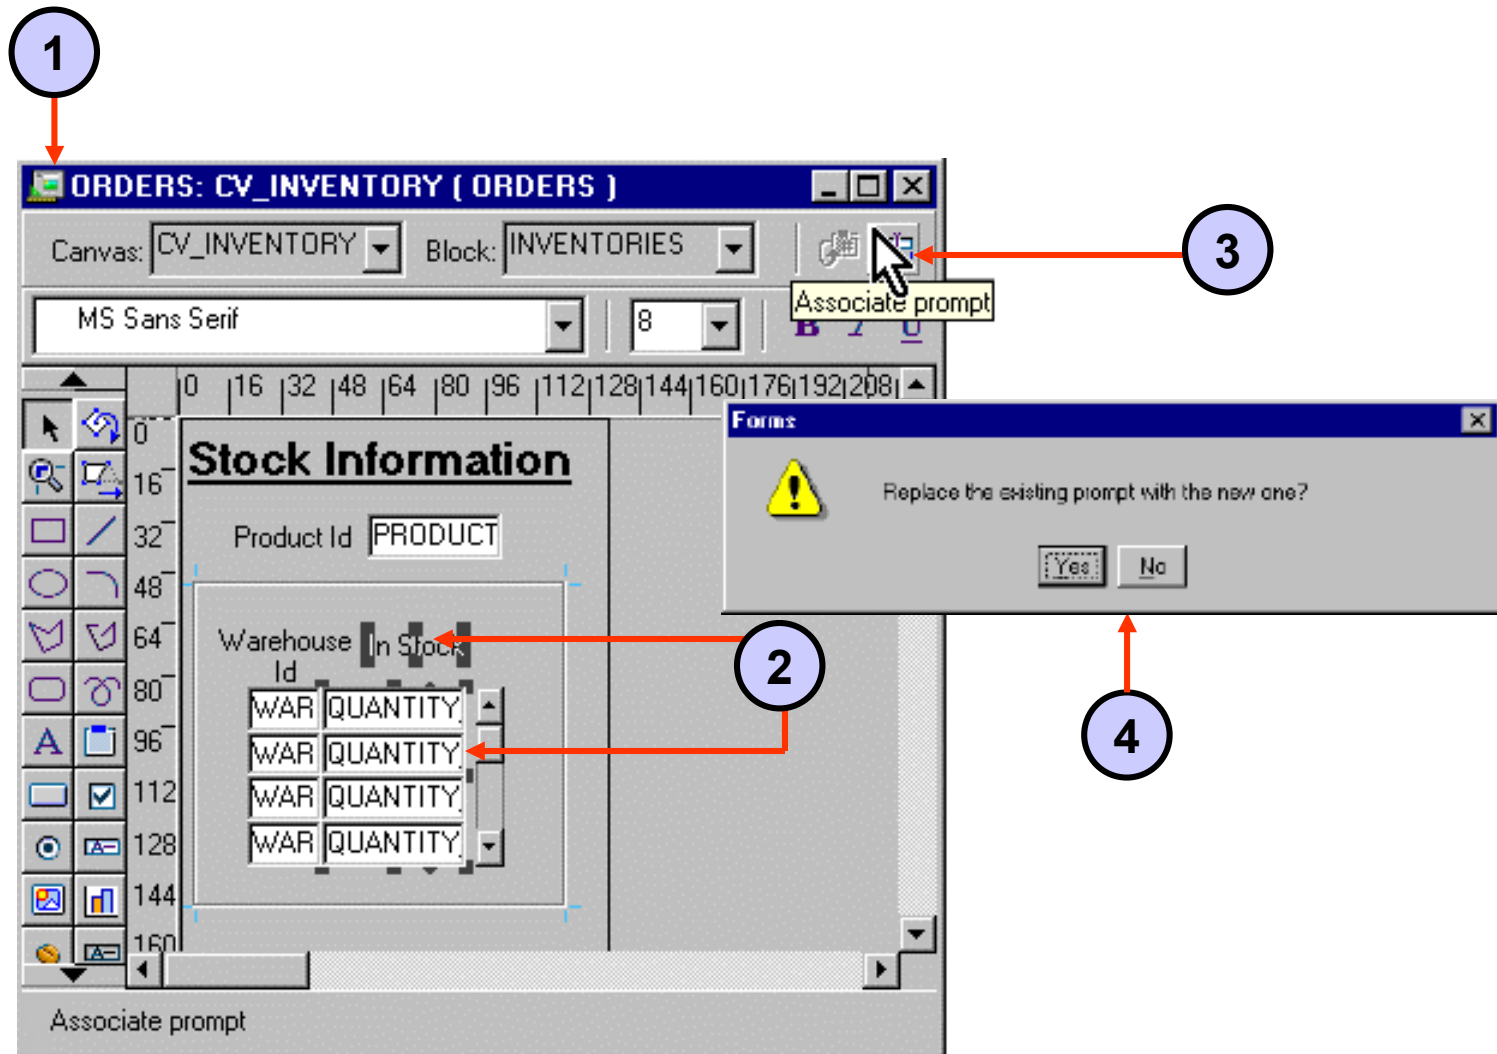 1
ORDERS: CV_INVENTORY ( ORDERS )
Canvas: CV_INVENTORY Block: INVENTORIES
3
Associate prompt
MS Sans Serif 8 B I U
0 16 32 48 64 80 96 112 128 144 160 176 192 208
Forms
0
Stock Information
16
Replace the existing prompt with the new one?
32 Product Id PRODUCT
Yes No
48
64 Warehouse In Stock
Id
2
80 WAR QUANTITY
4
A 96 WAR QUANTITY
112 WAR QUANTITY
128 WAR QUANTITY
144
160
Associate prompt